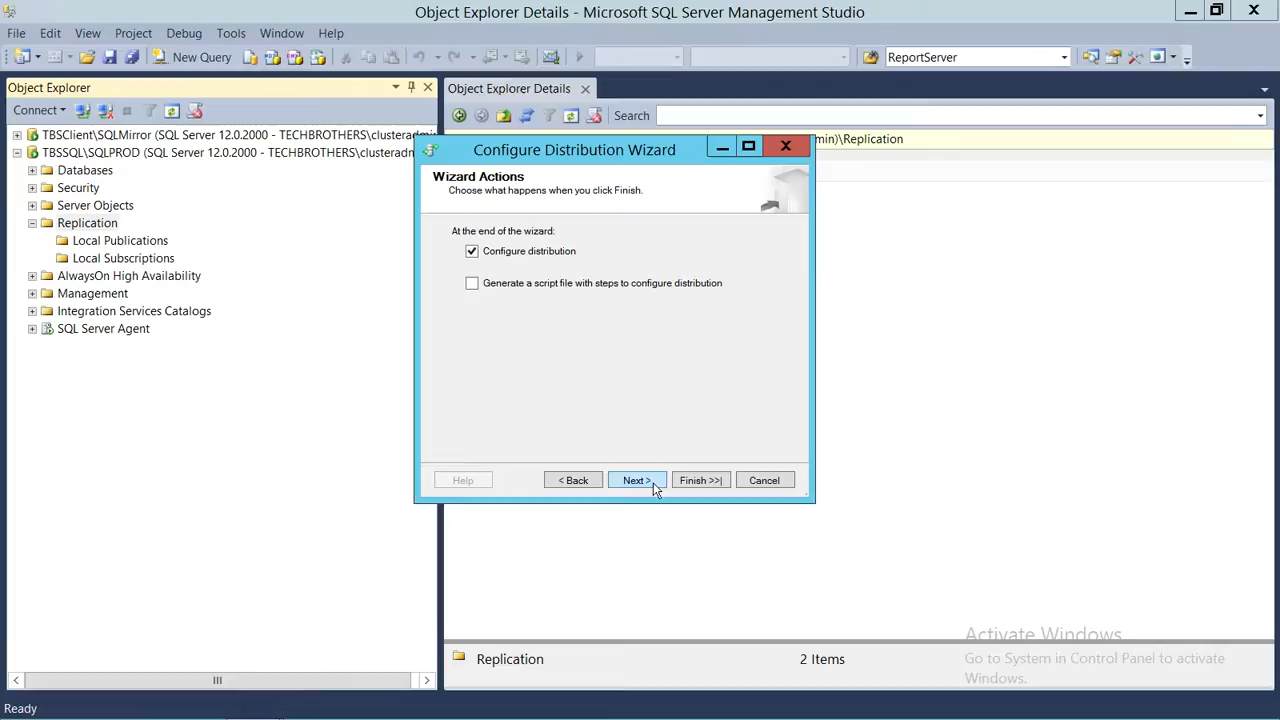 Object Explorer Details - Microsoft SQL Server Management Studio
File Edit View Project Debug Tools Window Help
New Query ReportServer
Object Explorer
Object Explorer Details
Connect
Search
TBSClient\SQLMirror (SQL Server 12.0.2000 - TECHBROTHERS\clusteradmin
min)\Replication
TBSSQL\SQLPROD (SQL Server 12.0.2000 - TECHBROTHERS\clusteradn
Databases
Security
Server Objects
Replication
Local Publications
Local Subscriptions
AlwaysOn High Availability
Management
Integration Services Catalogs
SQL Server Agent
Configure Distribution Wizard
Wizard Actions
Choose what happens when you click Finish.
At the end of the wizard:
Configure distribution
Generate a script file with steps to configure distribution
Help < Back Next > Finish >>| Cancel
Activate Windows
Go to System in Control Panel to activate
Windows.
Replication 2 Items
Ready